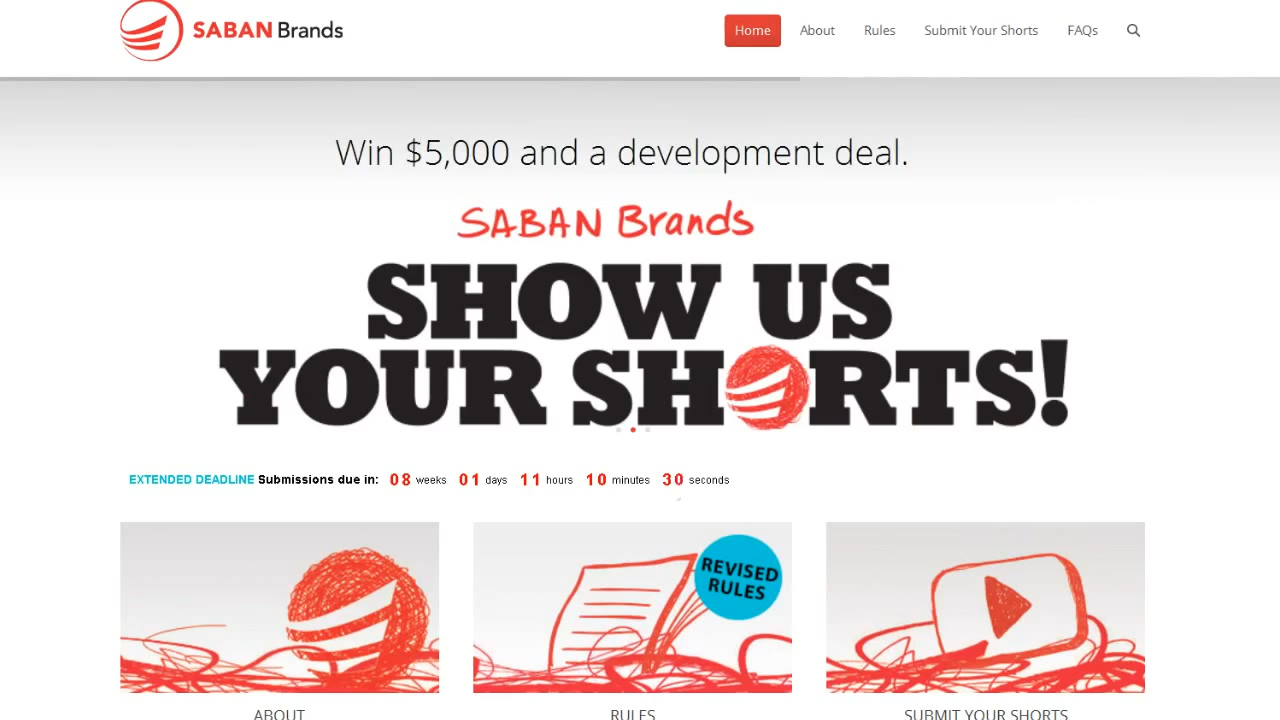 SABAN Brands
Home About Rules Submit Your Shorts FAQs
Win $5,000 and a development deal.
SABAN Brands
SHOW US
YOUR SHORTS!
EXTENDED DEADLINE Submissions due in: 08 weeks 01 days 11 hours 10 minutes 30 seconds
REVISED
RULES
ABOUT RULES SUBMIT YOUR SHORTS